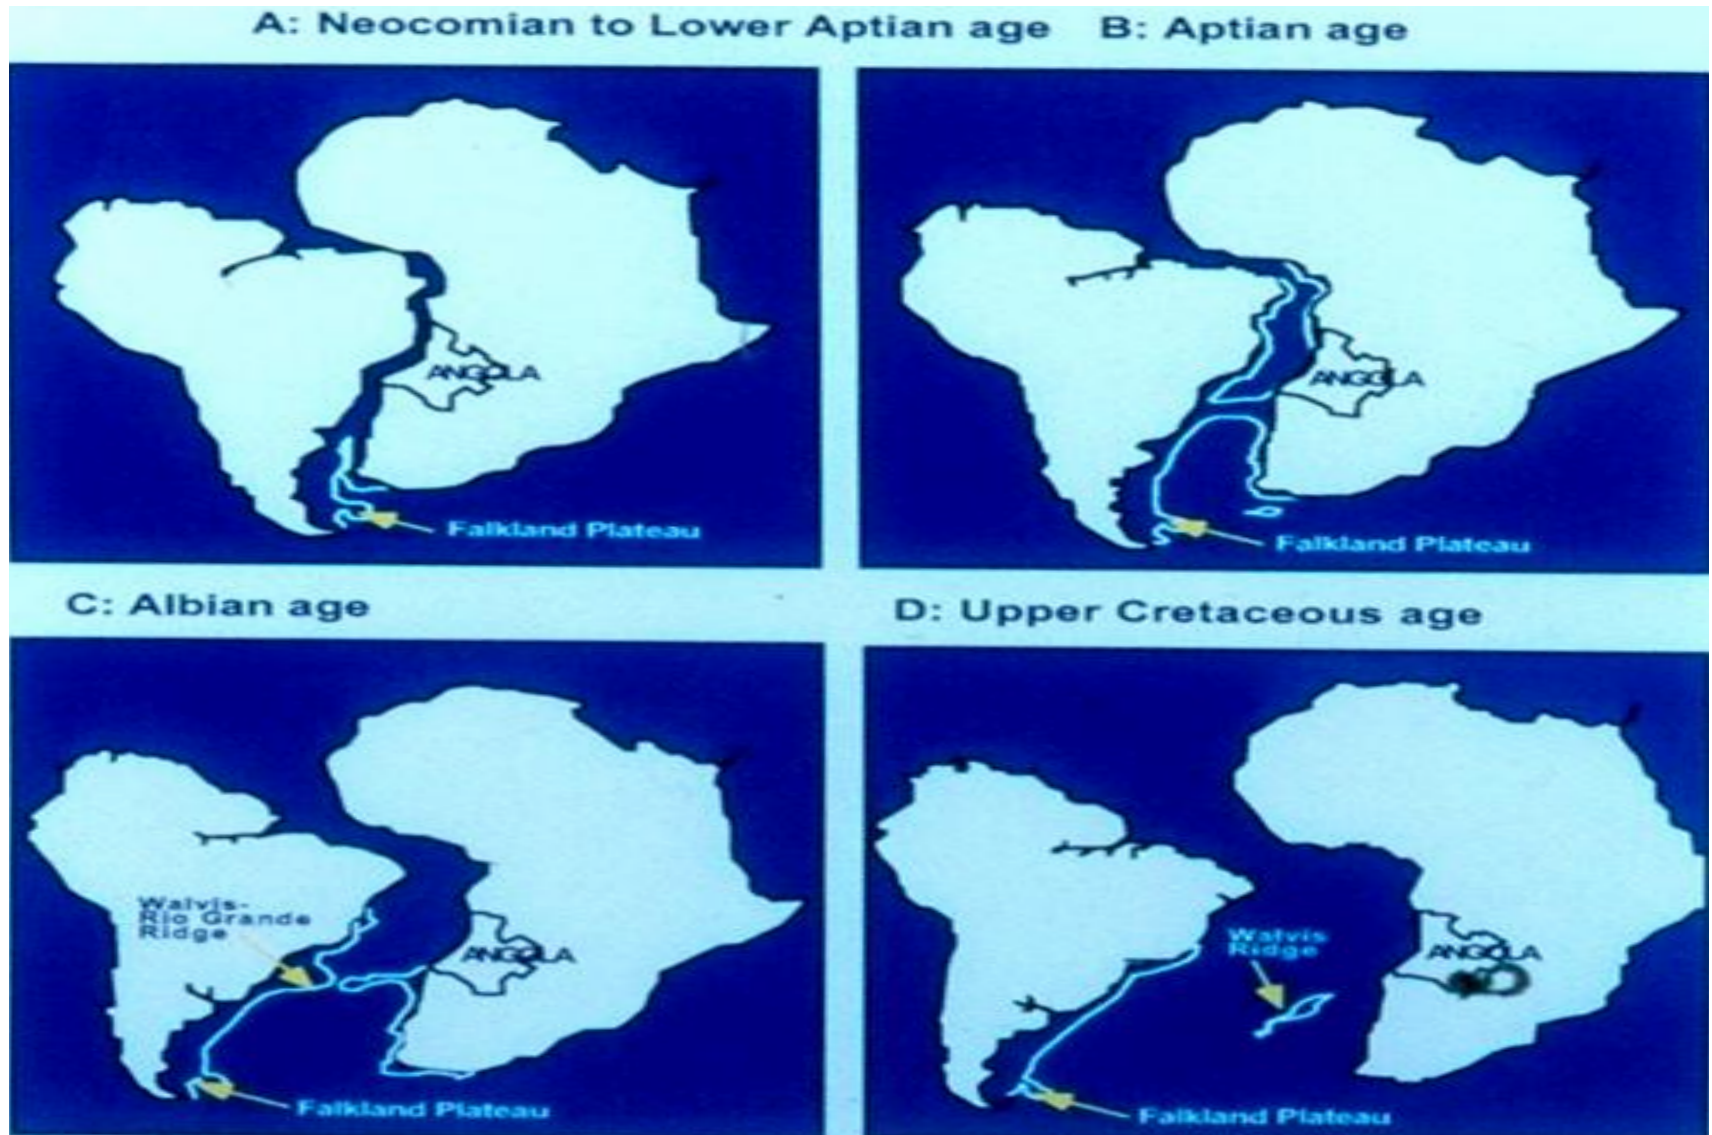 A: Neocomian to Lower Aptian age
B: Aptian age
ANGOLA
Falkland Plateau
ANGOLA
Falkland Plateau
C: Albian age
D: Upper Cretaceous age
Walvis-
Rio Grande
Ridge
ANGOLA
Falkland Plateau
Walvis
Ridge
ANGOLA
Falkland Plateau